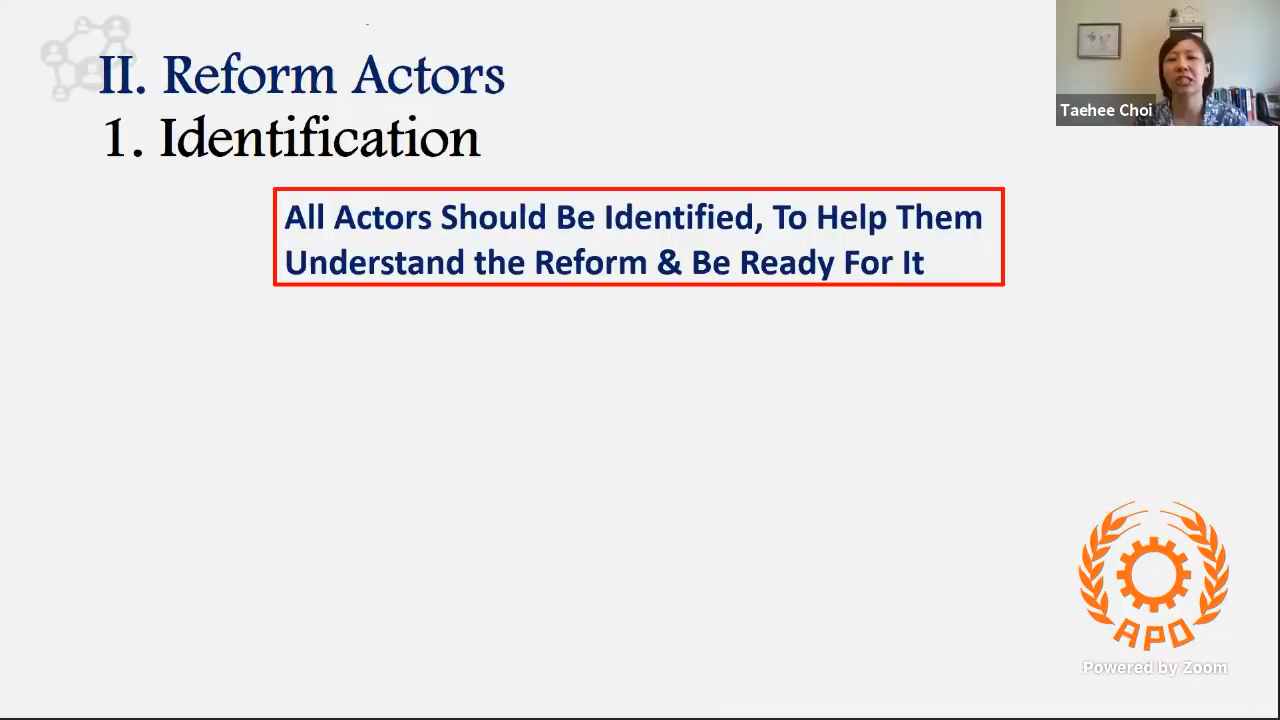 II. Reform Actors
1. Identification
All Actors Should Be Identified, To Help Them
Understand the Reform & Be Ready For It
Taehee Choi
APO
Powered by Zoom